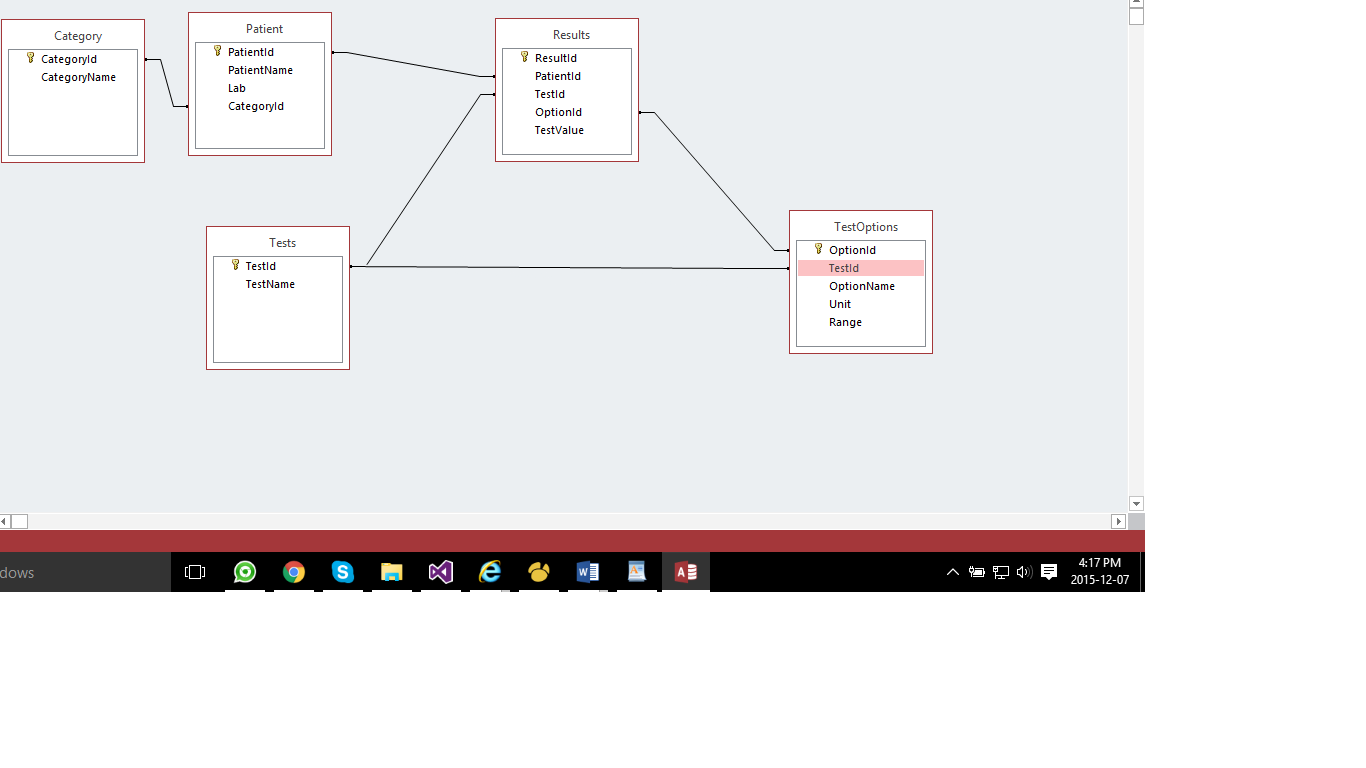 Category
CategoryId
CategoryName
Patient
PatientId
PatientName
Lab
CategoryId
Results
ResultId
PatientId
TestId
OptionId
TestValue
Tests
TestId
TestName
TestOptions
OptionId
TestId
OptionName
Unit
Range
dows
4:17 PM
2015-12-07